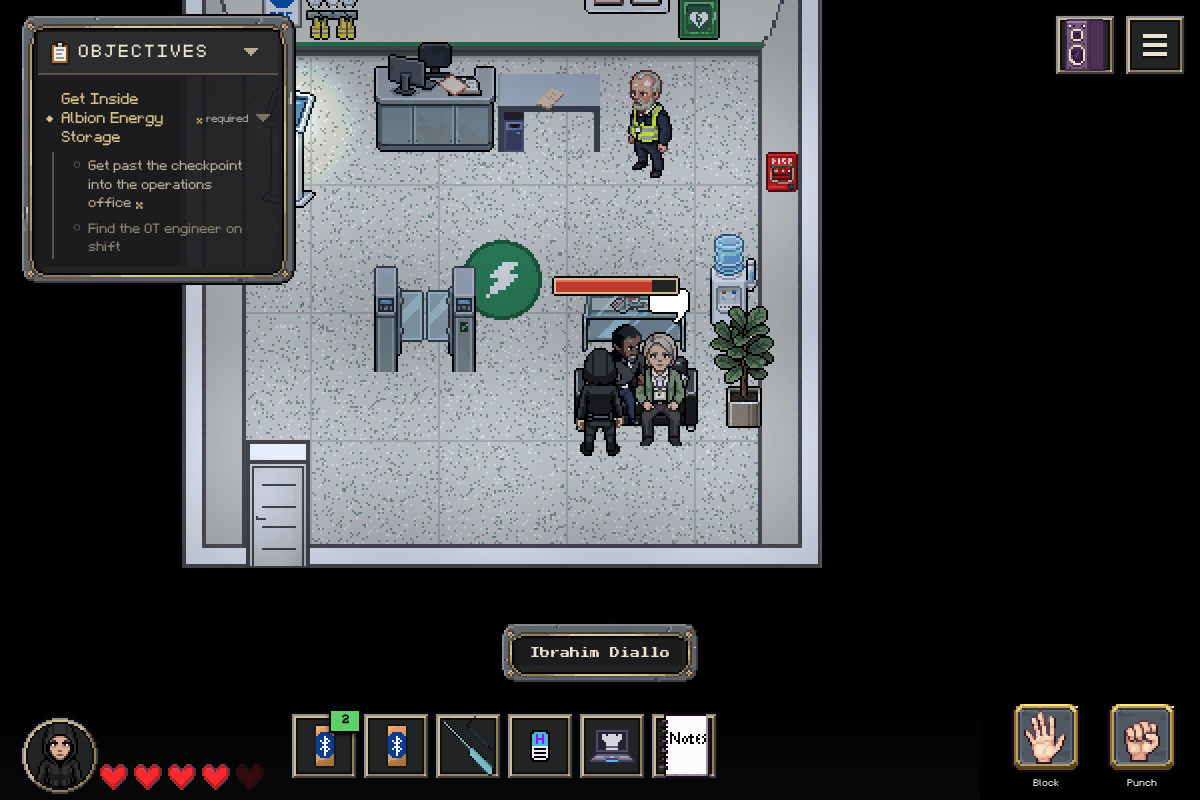 OBJECTIVES
Get Inside
Albion Energy
Storage
x required
Get past the checkpoint
into the operations
office x
Find the OT engineer on
shift
Ibrahim Diallo
2
H
Notes
Block
Punch